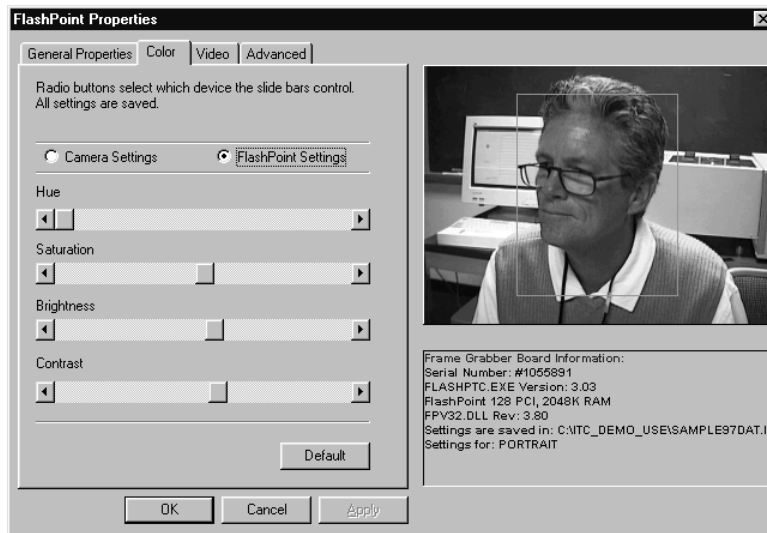 FlashPoint Properties
General Properties
Color
Video
Advanced
Radio buttons select which device the slide bars control.
All settings are saved.
Camera Settings
FlashPoint Settings
Hue
Saturation
Brightness
Contrast
Default
OK
Cancel
Apply
Frame Grabber Board Information:
Serial Number: #1055891
FLASHPTC.EXE Version: 3.03
FlashPoint 128 PCI, 2048K RAM
FPV32.DLL Rev: 3.80
Settings are saved in: C:\ITC_DEMO_USE\SAMPLE97DAT.I
Settings for: PORTRAIT